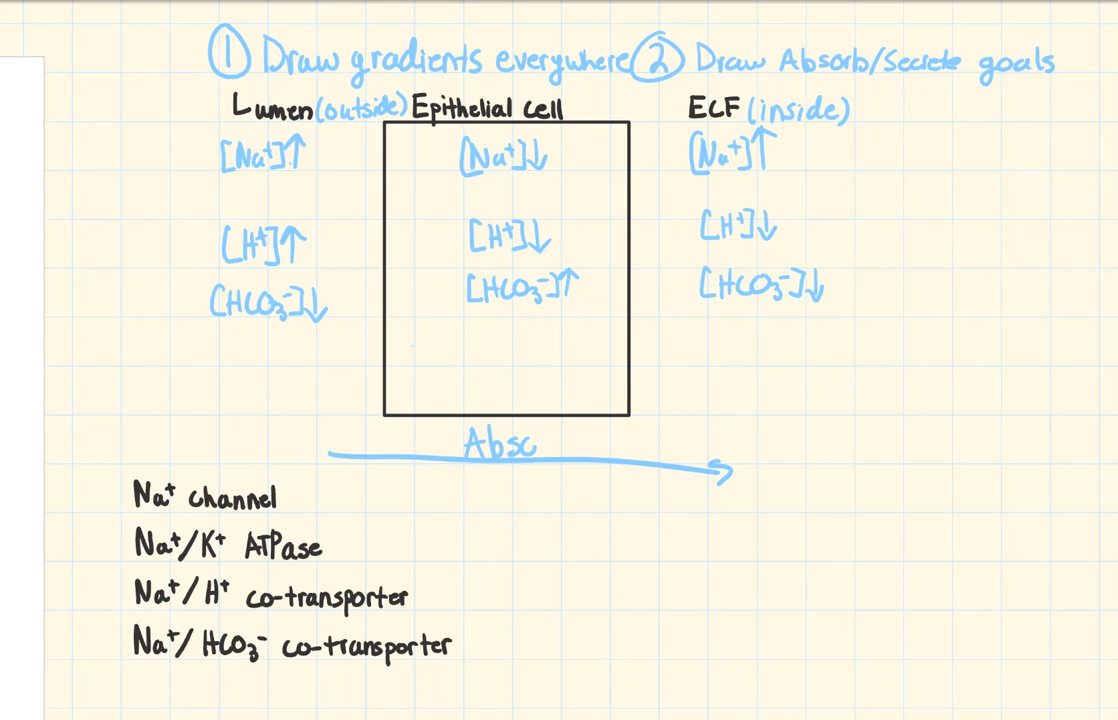 ① Draw gradients everywhere ② Draw Absorb/Secrete goals
Lumen (outside) Epithelial cell ECF (inside)
[Na⁺]↑ [Na⁺]↓ [Na⁺]↑
[H⁺]↑ [H⁺]↓ [H⁺]↓
[HCO₃⁻]↓ [HCO₃⁻]↑ [HCO₃⁻]↓
Abso
Na⁺ channel
Na⁺/K⁺ ATPase
Na⁺/H⁺ co-transporter
Na⁺/HCO₃⁻ co-transporter